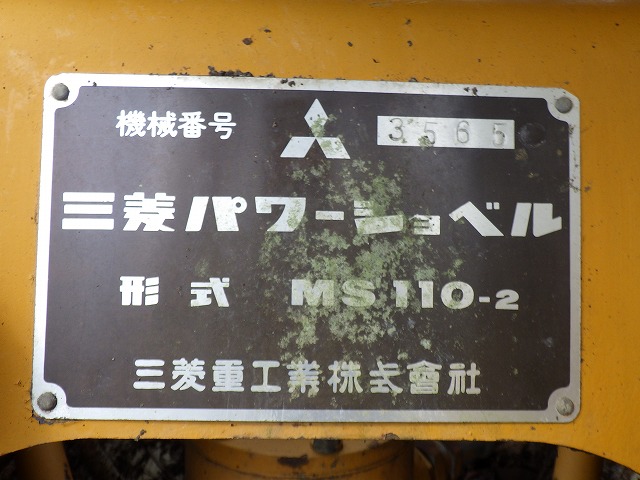 機械番号 3565
三菱パワーショベル
形式 MS110-2
三菱重工業株式會社